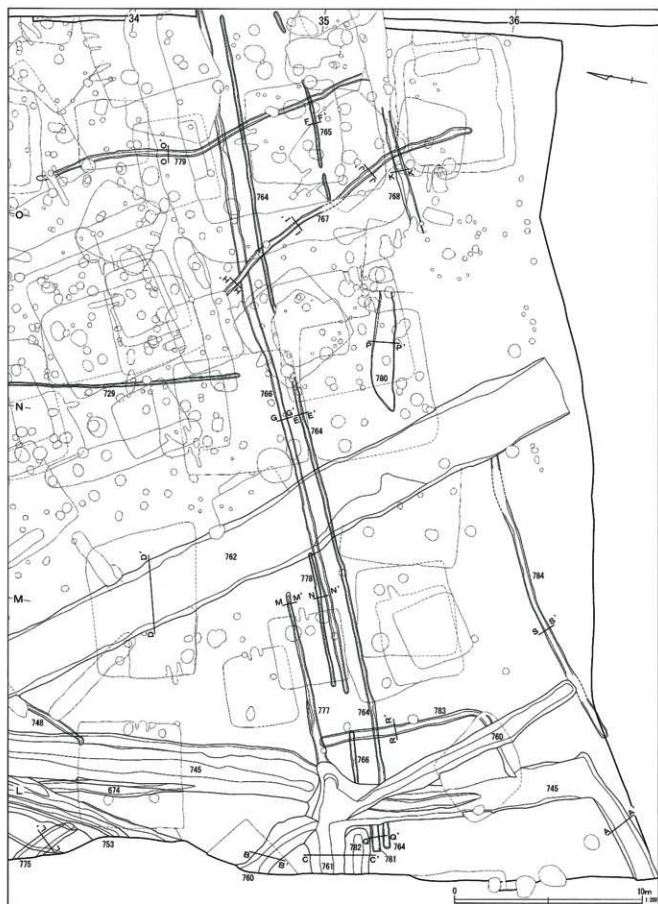 34 35 36
O
N
M
L
779
O O'
764
F F'
765
768
K K'
J J'
767
I I'
H H'
729
766
G G'
E E'
764
P P'
780
762
D D'
778
M M'
N N'
777
764
784
S S'
748
783
R R'
760
766
745
674
745
753
775
J J'
B B'
760
C C'
761
782
Q Q'
781
764
A A'
0 10m